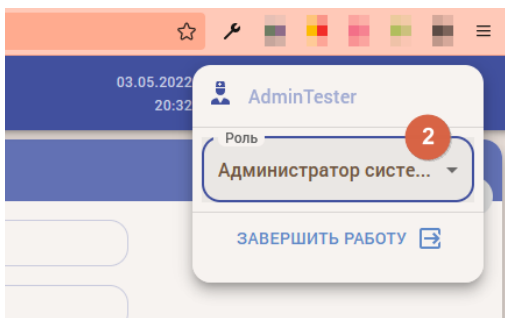 03.05.2022
20:32
AdminTester
Роль
2
Администратор систе...
ЗАВЕРШИТЬ РАБОТУ